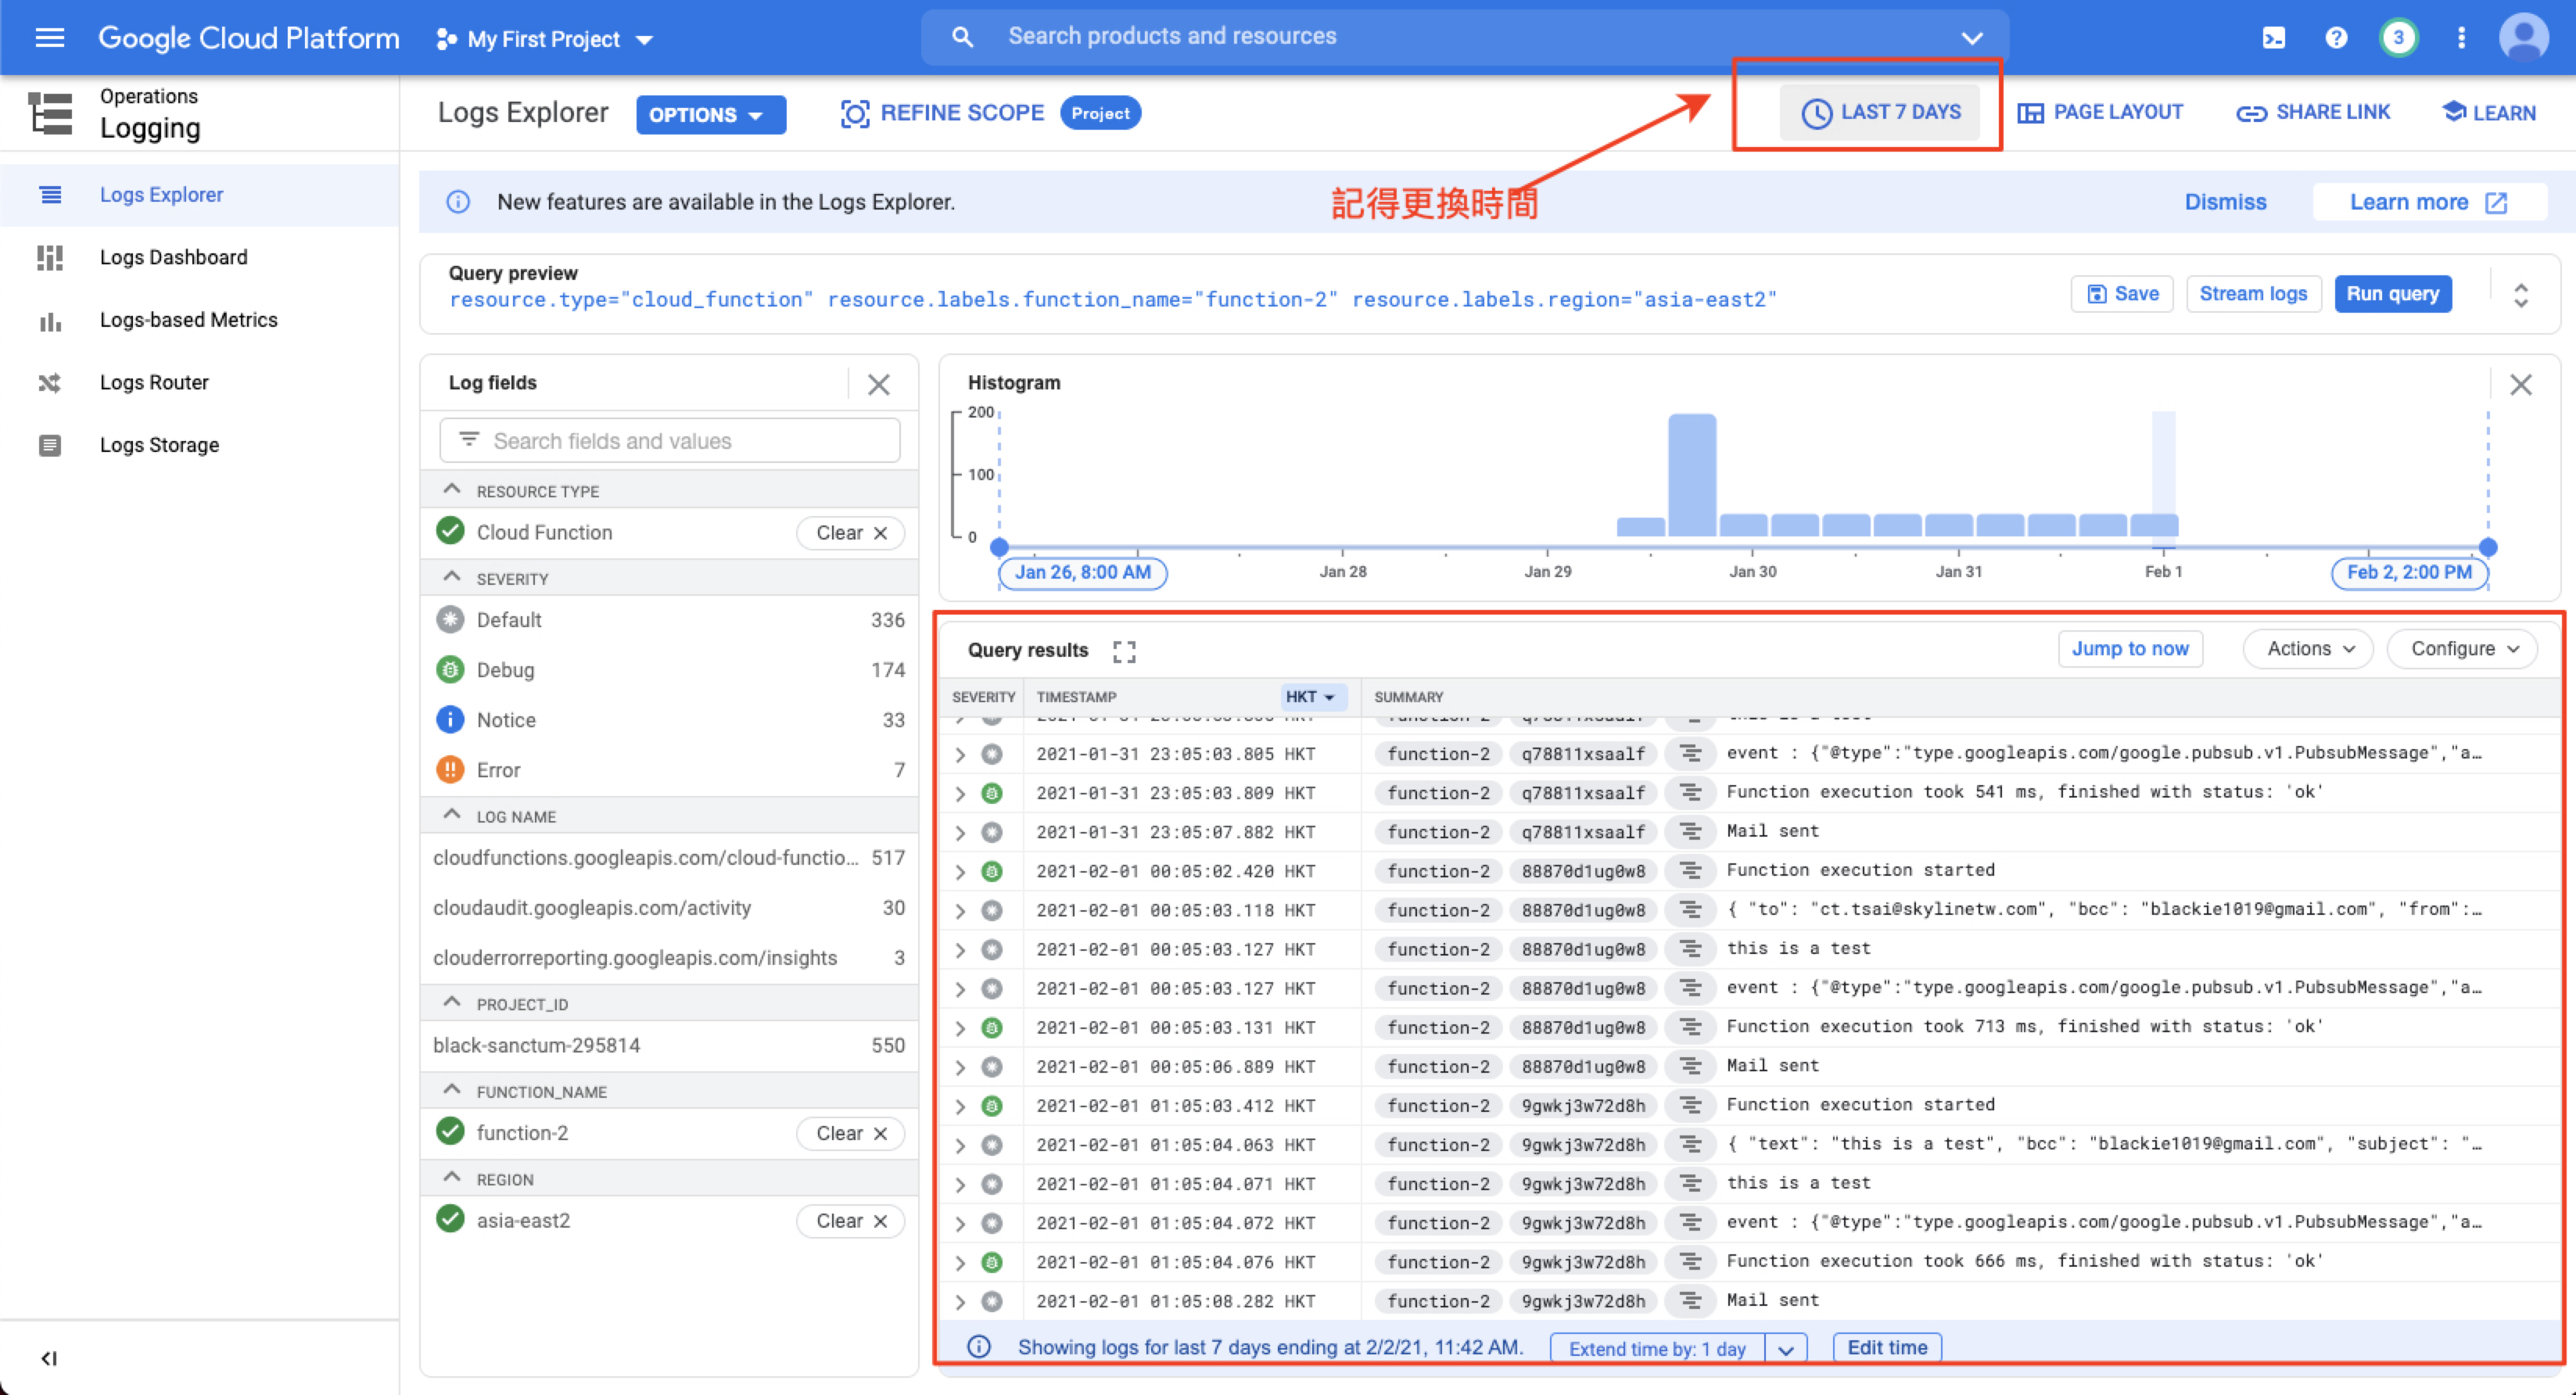 Google Cloud Platform
My First Project
Search products and resources
3
Operations
Logging
Logs Explorer
OPTIONS
REFINE SCOPE
Project
LAST 7 DAYS
PAGE LAYOUT
SHARE LINK
LEARN
Logs Explorer
Logs Dashboard
Logs-based Metrics
Logs Router
Logs Storage
New features are available in the Logs Explorer.
記得更換時間
Dismiss
Learn more
Query preview
resource.type="cloud_function" resource.labels.function_name="function-2" resource.labels.region="asia-east2"
Save
Stream logs
Run query
Log fields
Search fields and values
RESOURCE TYPE
Cloud Function Clear
SEVERITY
Default 336
Debug 174
Notice 33
Error 7
LOG NAME
cloudfunctions.googleapis.com/cloud-functio... 517
cloudaudit.googleapis.com/activity 30
clouderrorreporting.googleapis.com/insights 3
PROJECT_ID
black-sanctum-295814 550
FUNCTION_NAME
function-2 Clear
REGION
asia-east2 Clear
Histogram
200
100
0
Jan 26, 8:00 AM Jan 28 Jan 29 Jan 30 Jan 31 Feb 1 Feb 2, 2:00 PM
Query results
Jump to now
Actions
Configure
SEVERITY TIMESTAMP HKT SUMMARY
2021-01-31 23:05:03.805 HKT function-2 q78811xsaalf event : {"@type":"type.googleapis.com/google.pubsub.v1.PubsubMessage","a…
2021-01-31 23:05:03.809 HKT function-2 q78811xsaalf Function execution took 541 ms, finished with status: 'ok'
2021-01-31 23:05:07.882 HKT function-2 q78811xsaalf Mail sent
2021-02-01 00:05:02.420 HKT function-2 88870d1ug0w8 Function execution started
2021-02-01 00:05:03.118 HKT function-2 88870d1ug0w8 { "to": "ct.tsai@skylinetw.com", "bcc": "blackie1019@gmail.com", "from":…
2021-02-01 00:05:03.127 HKT function-2 88870d1ug0w8 this is a test
2021-02-01 00:05:03.127 HKT function-2 88870d1ug0w8 event : {"@type":"type.googleapis.com/google.pubsub.v1.PubsubMessage","a…
2021-02-01 00:05:03.131 HKT function-2 88870d1ug0w8 Function execution took 713 ms, finished with status: 'ok'
2021-02-01 00:05:06.889 HKT function-2 88870d1ug0w8 Mail sent
2021-02-01 01:05:03.412 HKT function-2 9gwkj3w72d8h Function execution started
2021-02-01 01:05:04.063 HKT function-2 9gwkj3w72d8h { "text": "this is a test", "bcc": "blackie1019@gmail.com", "subject": "…
2021-02-01 01:05:04.071 HKT function-2 9gwkj3w72d8h this is a test
2021-02-01 01:05:04.072 HKT function-2 9gwkj3w72d8h event : {"@type":"type.googleapis.com/google.pubsub.v1.PubsubMessage","a…
2021-02-01 01:05:04.076 HKT function-2 9gwkj3w72d8h Function execution took 666 ms, finished with status: 'ok'
2021-02-01 01:05:08.282 HKT function-2 9gwkj3w72d8h Mail sent
Showing logs for last 7 days ending at 2/2/21, 11:42 AM.
Extend time by: 1 day
Edit time